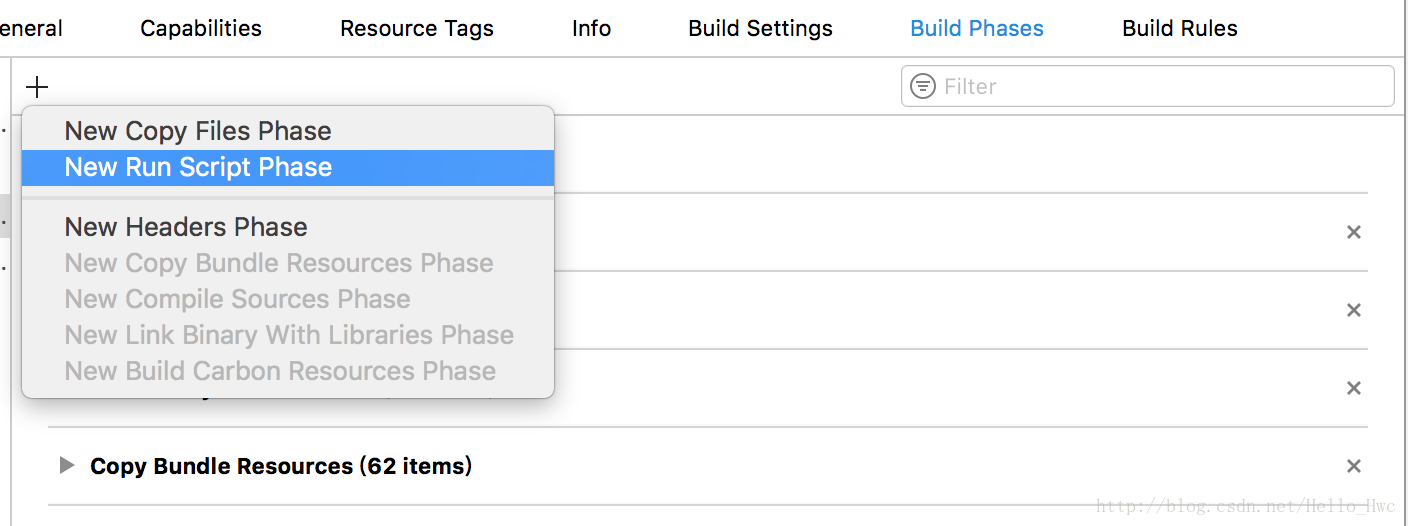 eneral Capabilities Resource Tags Info Build Settings Build Phases Build Rules
Filter
New Copy Files Phase
New Run Script Phase
New Headers Phase
New Copy Bundle Resources Phase
New Compile Sources Phase
New Link Binary With Libraries Phase
New Build Carbon Resources Phase
Copy Bundle Resources (62 items)
http://blog.csdn.net/Hello_Hwc